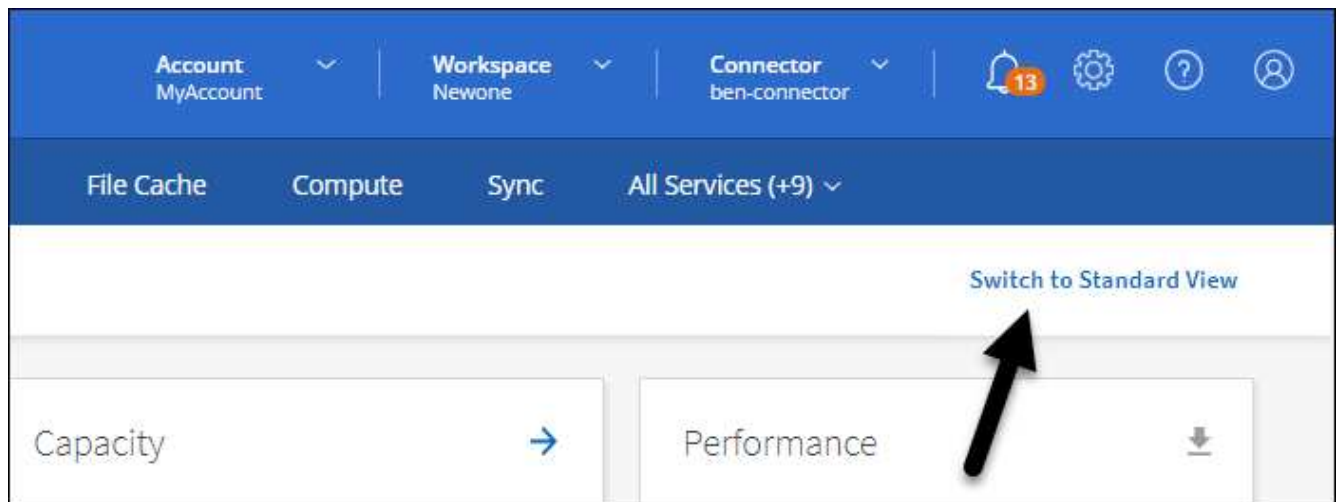 Account
MyAccount
Workspace
Newone
Connector
ben-connector
13
?
File Cache
Compute
Sync
All Services (+9)
Switch to Standard View
Capacity
Performance